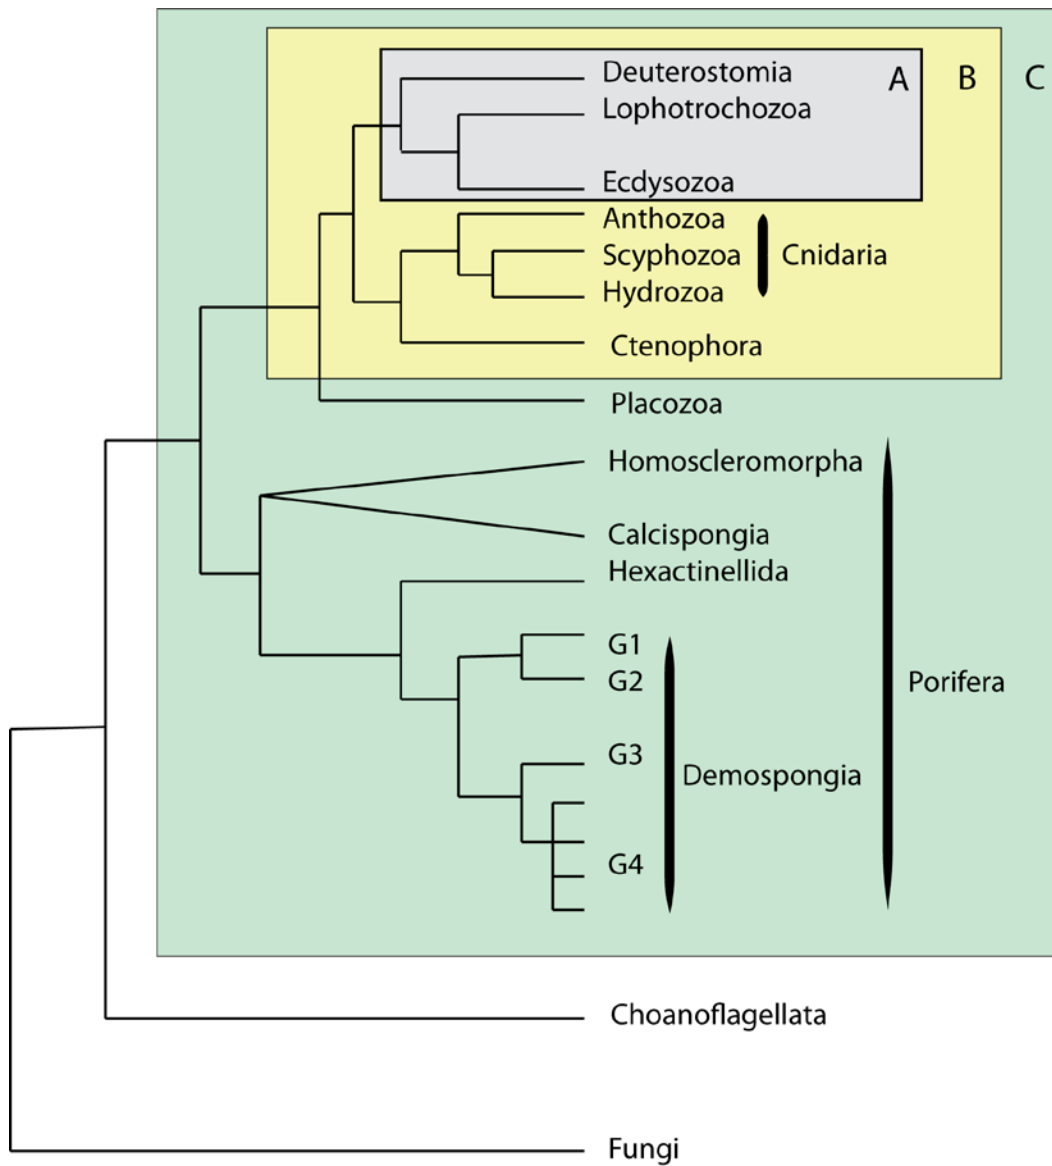 A
B
C
Deuterostomia
Lophotrochozoa
Ecdysozoa
Anthozoa
Scyphozoa
Cnidaria
Hydrozoa
Ctenophora
Placozoa
Homoscleromorpha
Calcispongia
Hexactinellida
G1
G2
Porifera
G3
Demospongia
G4
Choanoflagellata
Fungi